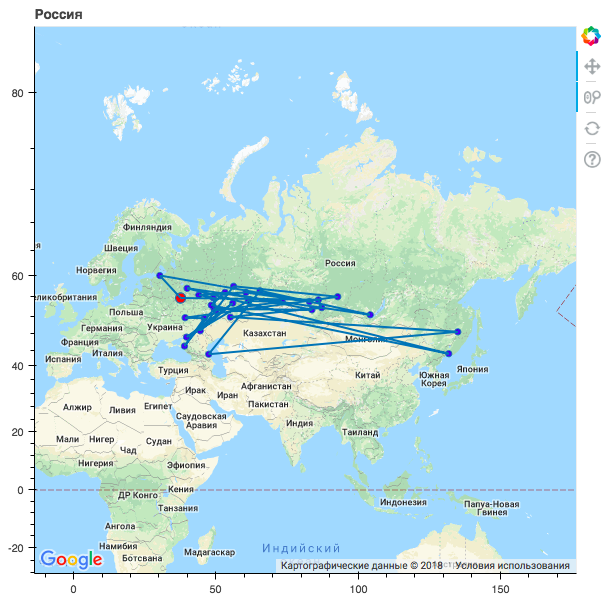 Россия
80
60
40
20
0
-20
0
50
100
150
Финляндия
Швеция
Норвегия
Россия
еликобритания
Польша
Германия
Украина
Франция
Италия
Испания
Турция
Казахстан
Китай
Южная
Корея
Япония
Ирак
Иран
Афганистан
Пакистан
Саудовская
Аравия
Индия
Таиланд
Алжир
Ливия
Египет
Мали
Нигер
Чад
Судан
Нигерия
Эфиопия
Кения
ДР Конго
Танзания
Ангола
Намибия
Ботсвана
Мадагаскар
Индонезия
Папуа-Новая
Гвинея
Индийский
Google
Картографические данные © 2018
Условия использования